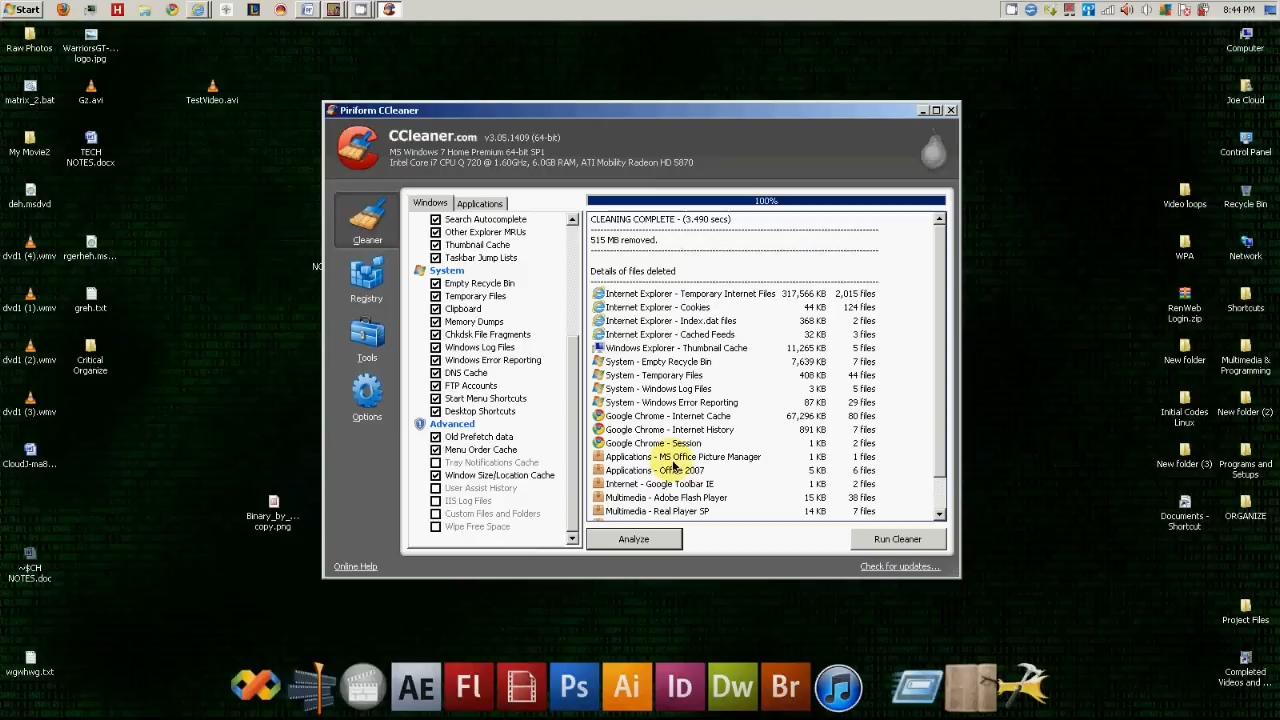 Start
8:44 PM
Raw Photos
WarriorsGT-...
logo.jpg
matrix_2.bat
Gz.avi
TestVideo.avi
My Movie2
TECH
NOTES.docx
deh.msdvd
dvd1 (4).wmv
rgerheh.ms...
dvd1 (1).wmv
greh.txt
dvd1 (2).wmv
Critical
Organize
dvd1 (3).wmv
CloudJ-ma8...
Binary_by_...
copy.png
~$CH
NOTES.doc
wgwhwg.txt
Piriform CCleaner
CCleaner.com v3.05.1409 (64-bit)
MS Windows 7 Home Premium 64-bit SP1
Intel Core i7 CPU Q 720 @ 1.60GHz, 6.0GB RAM, ATI Mobility Radeon HD 5870
Cleaner
Registry
Tools
Options
Windows
Applications
Search Autocomplete
Other Explorer MRUs
Thumbnail Cache
Taskbar Jump Lists
System
Empty Recycle Bin
Temporary Files
Clipboard
Memory Dumps
Chkdsk File Fragments
Windows Log Files
Windows Error Reporting
DNS Cache
FTP Accounts
Start Menu Shortcuts
Desktop Shortcuts
Advanced
Old Prefetch data
Menu Order Cache
Tray Notifications Cache
Window Size/Location Cache
User Assist History
IIS Log Files
Custom Files and Folders
Wipe Free Space
100%
CLEANING COMPLETE - (3.490 secs)
515 MB removed.
Details of files deleted
Internet Explorer - Temporary Internet Files 317,566 KB 2,015 files
Internet Explorer - Cookies 44 KB 124 files
Internet Explorer - Index.dat files 368 KB 2 files
Internet Explorer - Cached Feeds 32 KB 3 files
Windows Explorer - Thumbnail Cache 11,265 KB 5 files
System - Empty Recycle Bin 7,639 KB 7 files
System - Temporary Files 408 KB 44 files
System - Windows Log Files 3 KB 5 files
System - Windows Error Reporting 87 KB 29 files
Google Chrome - Internet Cache 67,296 KB 80 files
Google Chrome - Internet History 891 KB 7 files
Google Chrome - Session 1 KB 2 files
Applications - MS Office Picture Manager 1 KB 1 files
Applications - Office 2007 5 KB 6 files
Internet - Google Toolbar IE 1 KB 2 files
Multimedia - Adobe Flash Player 15 KB 38 files
Multimedia - Real Player SP 14 KB 7 files
Analyze
Run Cleaner
Online Help
Check for updates...
Computer
Joe Cloud
Control Panel
Video loops
Recycle Bin
WPA
Network
RenWeb
Login.zip
Shortcuts
New folder
Multimedia &
Programming
Initial Codes
Linux
New folder (2)
New folder (3)
Programs and
Setups
Documents -
Shortcut
ORGANIZE
Project Files
Completed
Videos and ...
AE
Fl
Ps
Ai
Id
Dw
Br